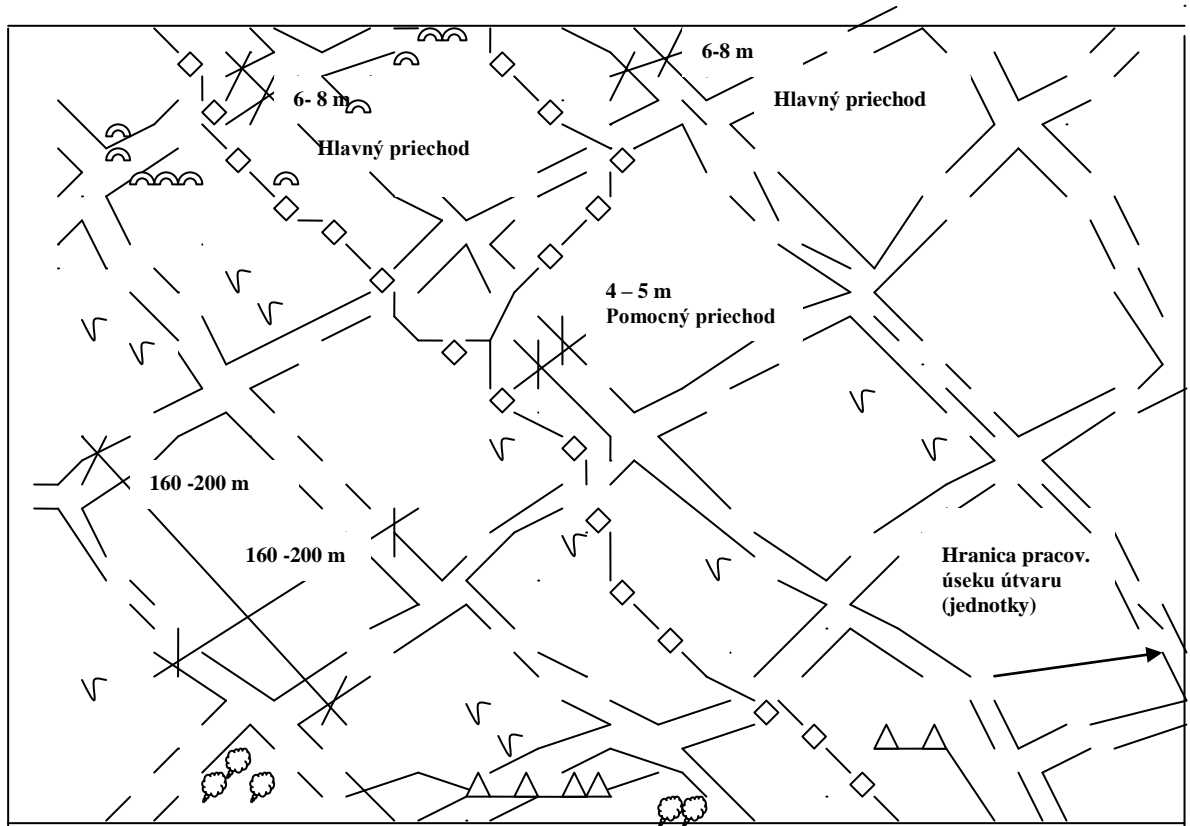 6-8 m
Hlavný priechod
6- 8 m
Hlavný priechod
4 – 5 m
Pomocný priechod
160 -200 m
160 -200 m
Hranica pracov.
úseku útvaru
(jednotky)